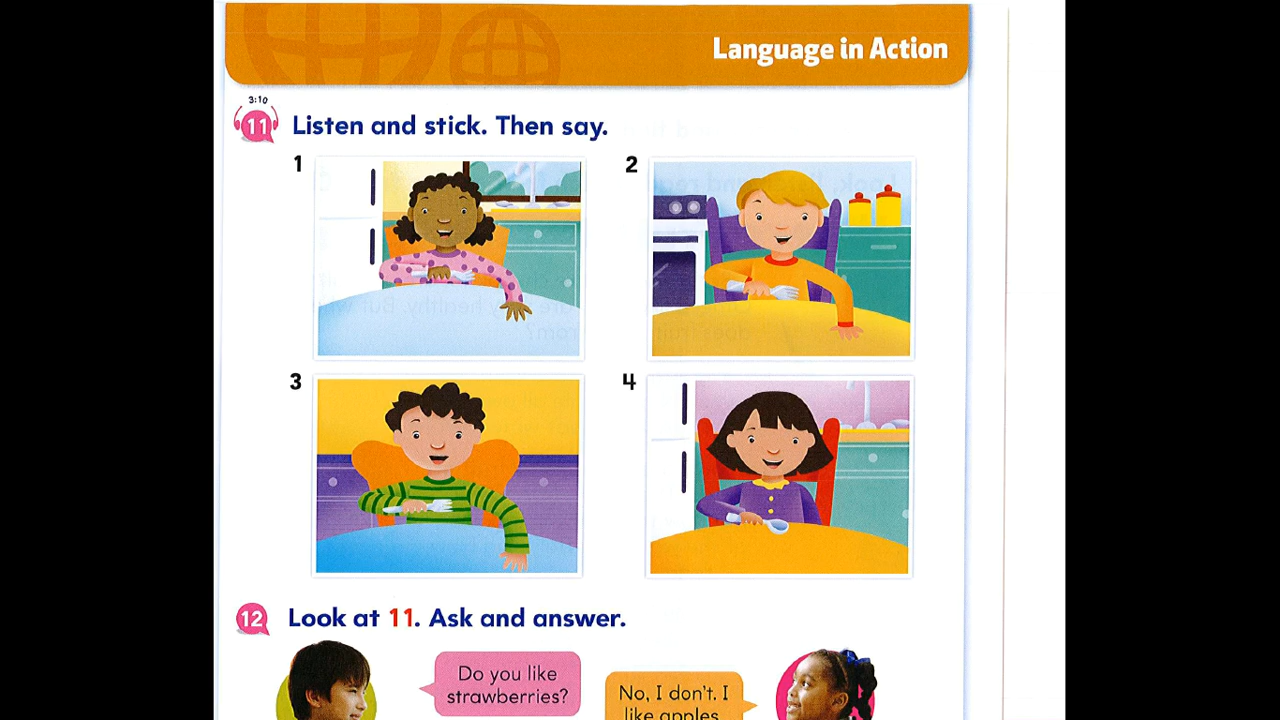 Language in Action
3:10
11 Listen and stick. Then say.
1
2
3
4
12 Look at 11. Ask and answer.
Do you like
strawberries?
No, I don't. I
like apples.